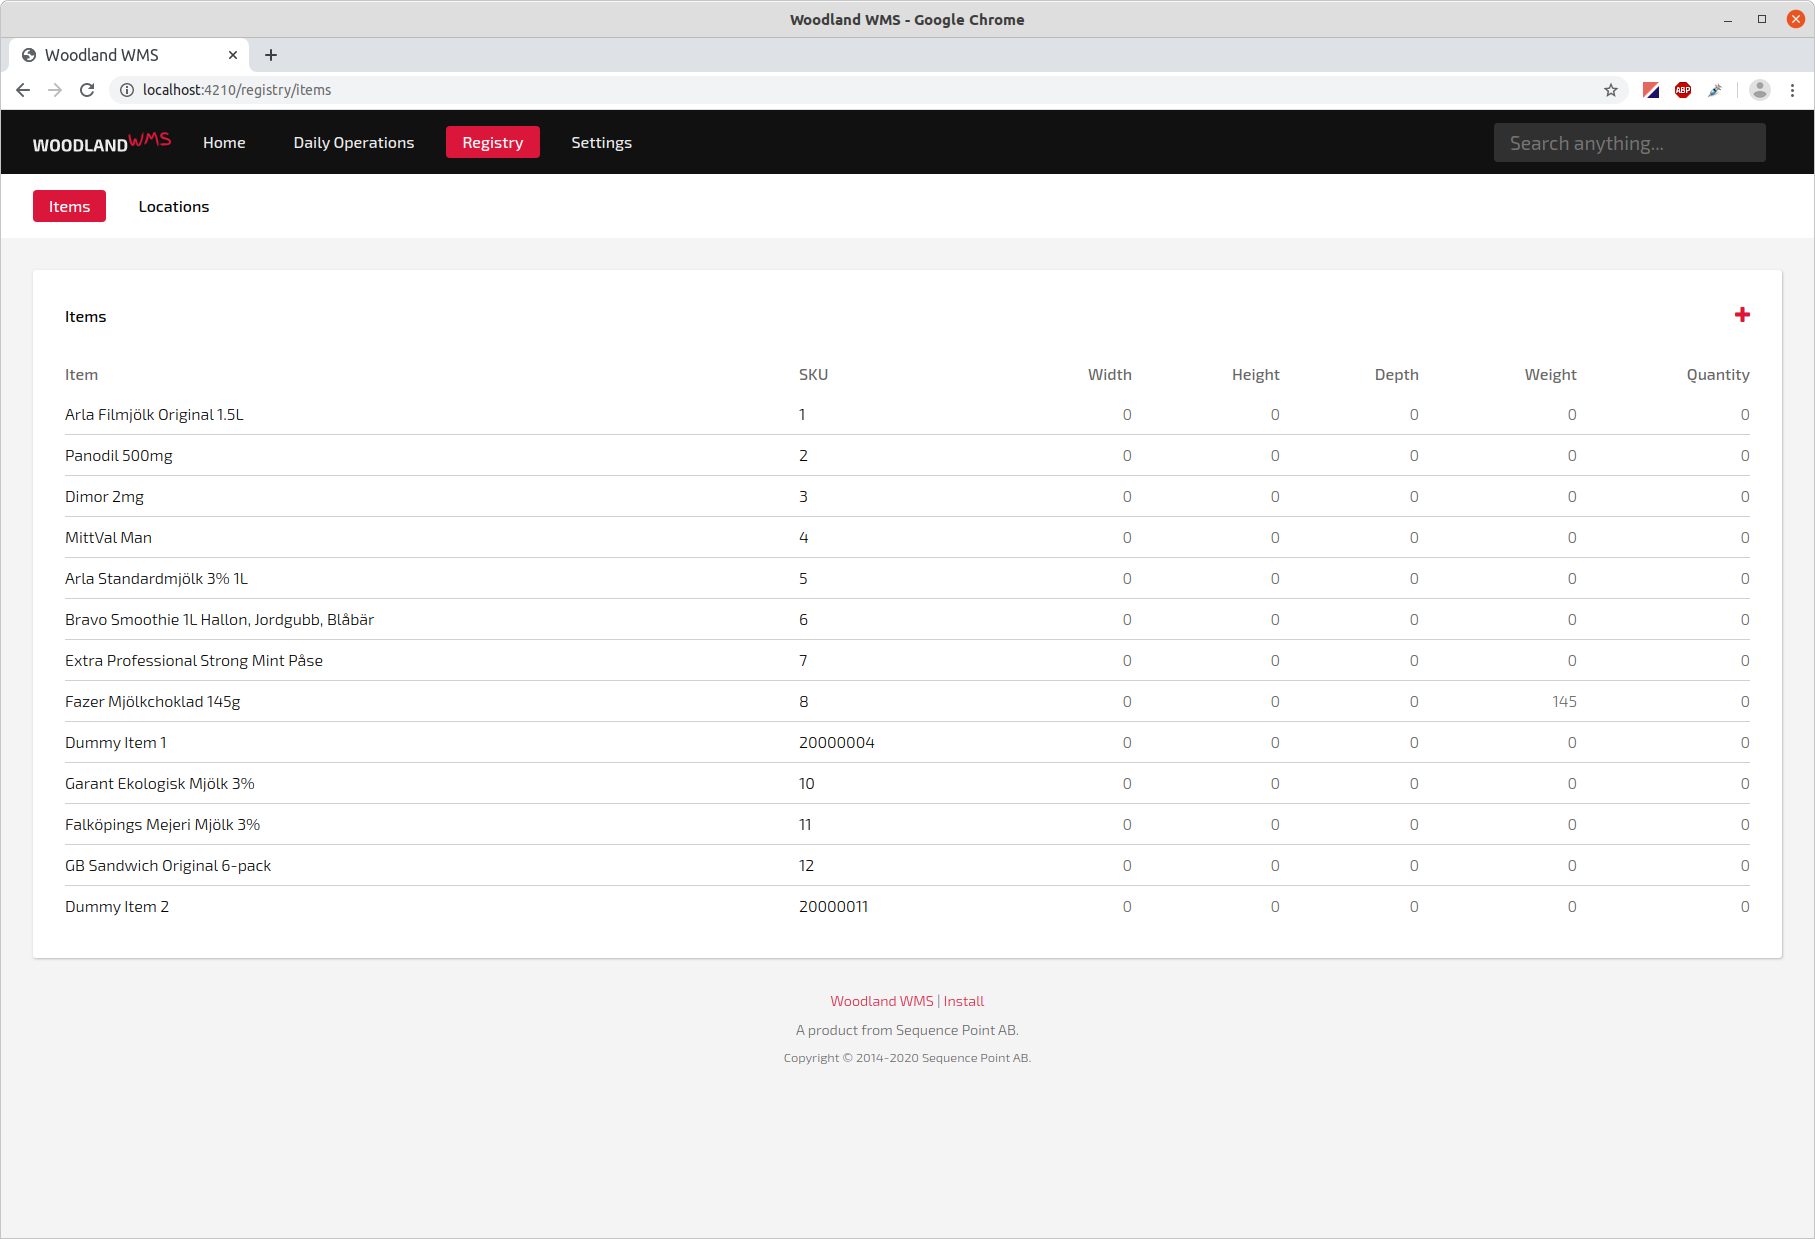 Woodland WMS - Google Chrome
Woodland WMS
localhost:4210/registry/items
ABP
WOODLANDWMS Home Daily Operations Registry Settings Search anything...
Items Locations
Items
Item SKU Width Height Depth Weight Quantity
Arla Filmjölk Original 1.5L 1 0 0 0 0 0
Panodil 500mg 2 0 0 0 0 0
Dimor 2mg 3 0 0 0 0 0
MittVal Man 4 0 0 0 0 0
Arla Standardmjölk 3% 1L 5 0 0 0 0 0
Bravo Smoothie 1L Hallon, Jordgubb, Blåbär 6 0 0 0 0 0
Extra Professional Strong Mint Påse 7 0 0 0 0 0
Fazer Mjölkchoklad 145g 8 0 0 0 145 0
Dummy Item 1 20000004 0 0 0 0 0
Garant Ekologisk Mjölk 3% 10 0 0 0 0 0
Falköpings Mejeri Mjölk 3% 11 0 0 0 0 0
GB Sandwich Original 6-pack 12 0 0 0 0 0
Dummy Item 2 20000011 0 0 0 0 0
Woodland WMS | Install
A product from Sequence Point AB.
Copyright © 2014-2020 Sequence Point AB.